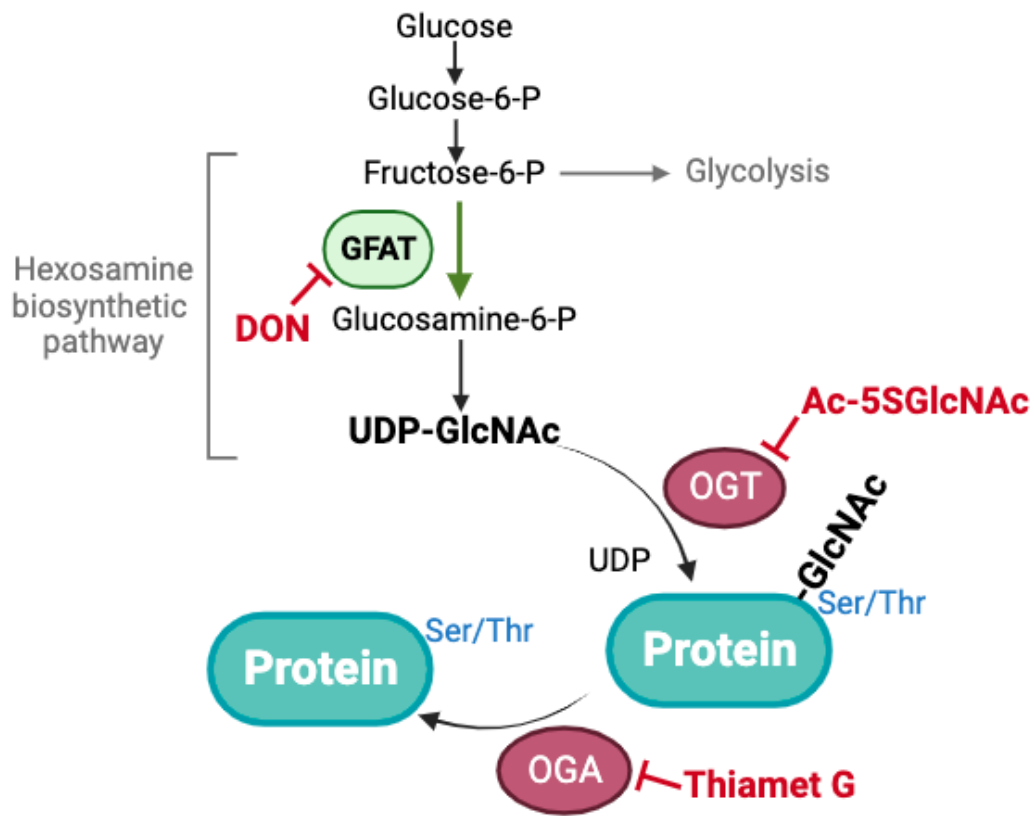 Glucose
Glucose-6-P
Fructose-6-P
Glycolysis
GFAT
Hexosamine
biosynthetic
pathway
DON
Glucosamine-6-P
Ac-5SGlcNAc
UDP-GlcNAc
OGT
-GlcNAc
UDP
Ser/Thr
Protein
Ser/Thr
Protein
OGA
Thiamet G